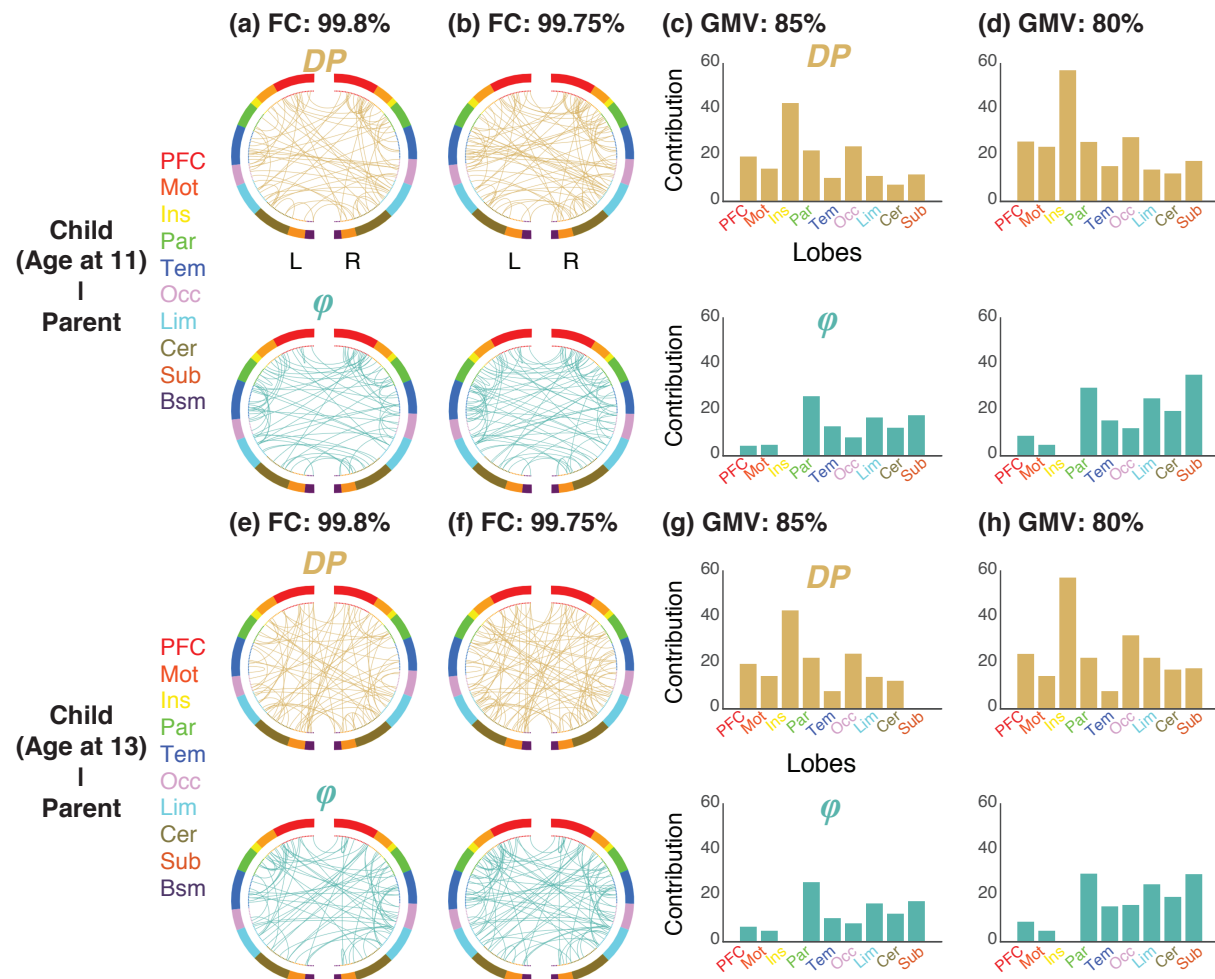 (a) FC: 99.8%
(b) FC: 99.75%
(c) GMV: 85%
(d) GMV: 80%
DP
DP
Child
(Age at 11)
I
Parent
PFC
Mot
Ins
Par
Tem
Occ
Lim
Cer
Sub
Bsm
L R
L R
Contribution
60
40
20
0
PFC Mot Ins Par Tem Occ Lim Cer Sub
Lobes
60
40
20
0
PFC Mot Ins Par Tem Occ Lim Cer Sub
φ
φ
Contribution
60
40
20
0
PFC Mot Ins Par Tem Occ Lim Cer Sub
60
40
20
0
PFC Mot Ins Par Tem Occ Lim Cer Sub
(e) FC: 99.8%
(f) FC: 99.75%
(g) GMV: 85%
(h) GMV: 80%
DP
DP
Child
(Age at 13)
I
Parent
PFC
Mot
Ins
Par
Tem
Occ
Lim
Cer
Sub
Bsm
Contribution
60
40
20
0
PFC Mot Ins Par Tem Occ Lim Cer Sub
Lobes
60
40
20
0
PFC Mot Ins Par Tem Occ Lim Cer Sub
φ
φ
Contribution
60
40
20
0
PFC Mot Ins Par Tem Occ Lim Cer Sub
60
40
20
0
PFC Mot Ins Par Tem Occ Lim Cer Sub